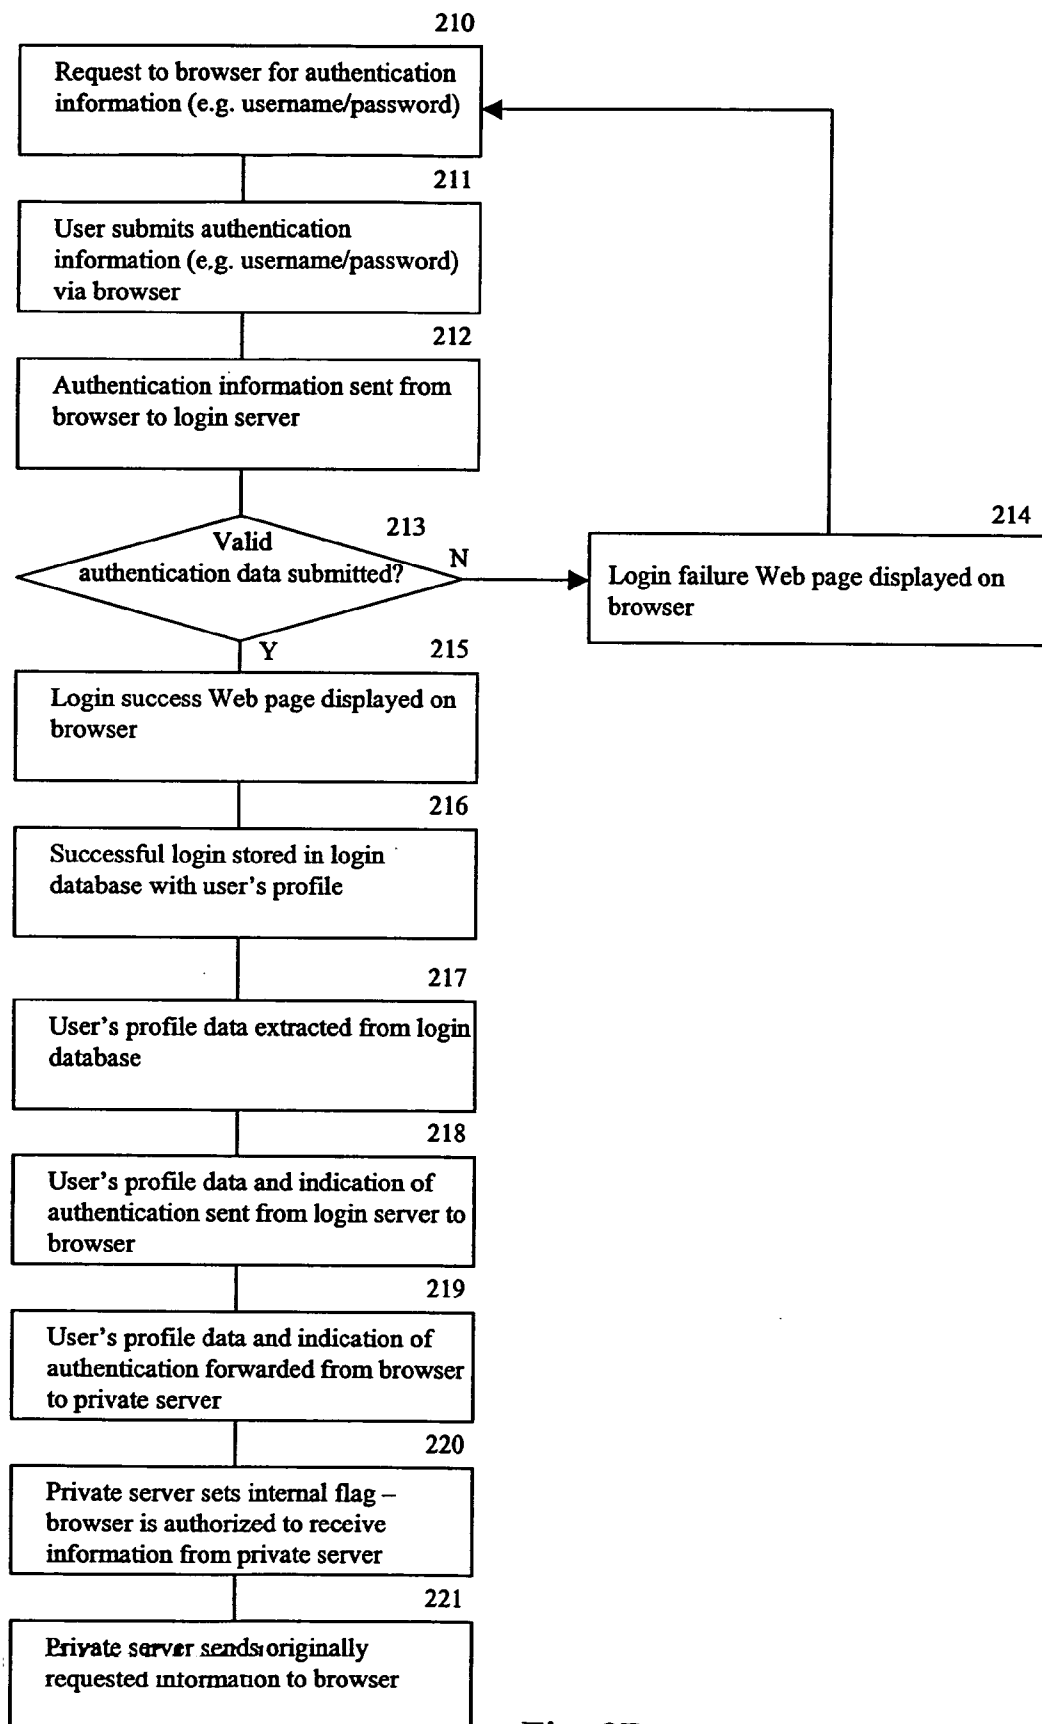 210
Request to browser for authentication
information (e.g. username/password)
211
User submits authentication
information (e.g. username/password)
via browser
212
Authentication information sent from
browser to login server
213
Valid
authentication data submitted?
N
214
Login failure Web page displayed on
browser
Y
215
Login success Web page displayed on
browser
216
Successful login stored in login
database with user's profile
217
User's profile data extracted from login
database
218
User's profile data and indication of
authentication sent from login server to
browser
219
User's profile data and indication of
authentication forwarded from browser
to private server
220
Private server sets internal flag –
browser is authorized to receive
information from private server
221
Private server sends originally
requested information to browser